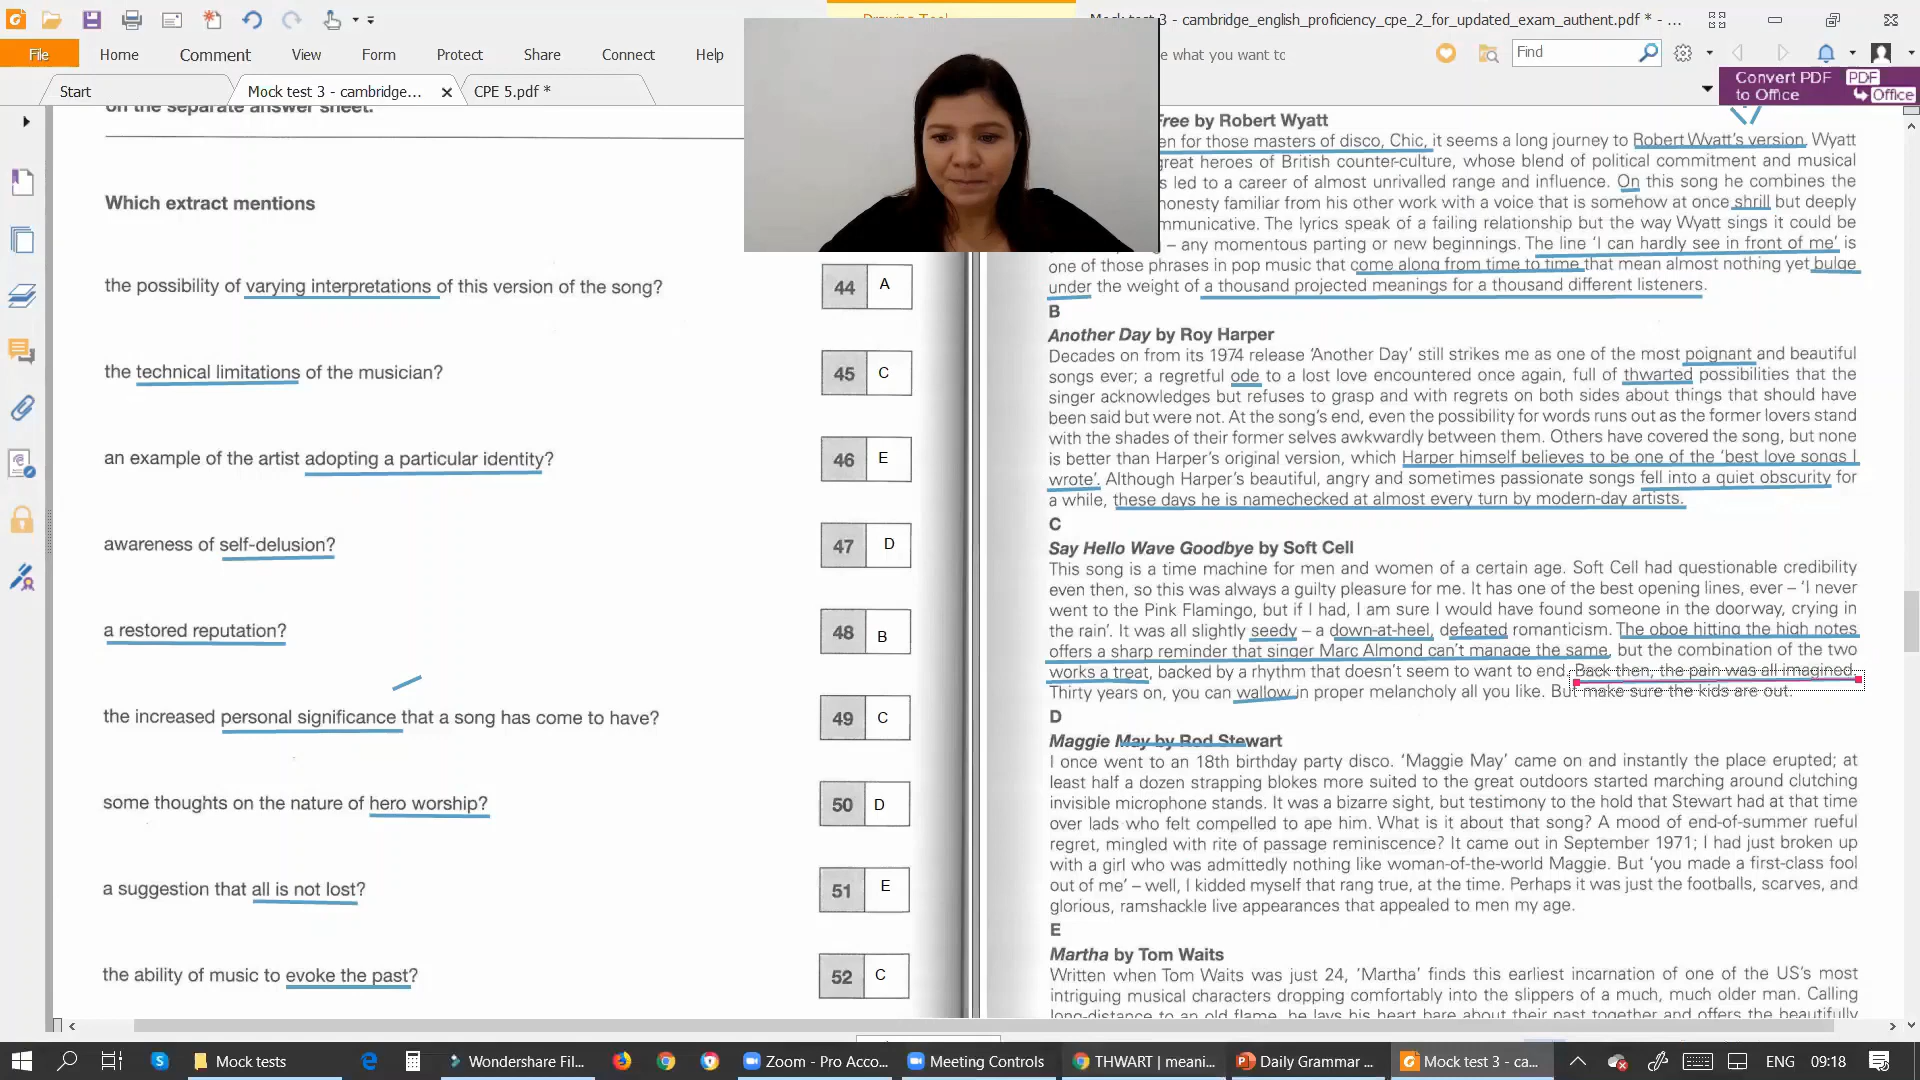 Drawing Tool
Mock test 3 - cambridge_english_proficiency_cpe_2_for_updated_exam_authent.pdf * - ...
File
Home
Comment
View
Form
Protect
Share
Connect
Help
e what you want to
Find
Start
Mock test 3 - cambridge...
CPE 5.pdf *
Convert PDF
to Office
PDF
Office
on the separate answer sheet.
Which extract mentions
the possibility of varying interpretations of this version of the song?
44 A
the technical limitations of the musician?
45 C
an example of the artist adopting a particular identity?
46 E
awareness of self-delusion?
47 D
a restored reputation?
48 B
the increased personal significance that a song has come to have?
49 C
some thoughts on the nature of hero worship?
50 D
a suggestion that all is not lost?
51 E
the ability of music to evoke the past?
52 C
Free by Robert Wyatt
en for those masters of disco, Chic, it seems a long journey to Robert Wyatt's version. Wyatt
great heroes of British counter-culture, whose blend of political commitment and musical
s led to a career of almost unrivalled range and influence. On this song he combines the
honesty familiar from his other work with a voice that is somehow at once shrill but deeply
mmunicative. The lyrics speak of a failing relationship but the way Wyatt sings it could be
– any momentous parting or new beginnings. The line 'I can hardly see in front of me' is
one of those phrases in pop music that come along from time to time that mean almost nothing yet bulge
under the weight of a thousand projected meanings for a thousand different listeners.
B
Another Day by Roy Harper
Decades on from its 1974 release 'Another Day' still strikes me as one of the most poignant and beautiful
songs ever; a regretful ode to a lost love encountered once again, full of thwarted possibilities that the
singer acknowledges but refuses to grasp and with regrets on both sides about things that should have
been said but were not. At the song's end, even the possibility for words runs out as the former lovers stand
with the shades of their former selves awkwardly between them. Others have covered the song, but none
is better than Harper's original version, which Harper himself believes to be one of the 'best love songs I
wrote'. Although Harper's beautiful, angry and sometimes passionate songs fell into a quiet obscurity for
a while, these days he is namechecked at almost every turn by modern-day artists.
C
Say Hello Wave Goodbye by Soft Cell
This song is a time machine for men and women of a certain age. Soft Cell had questionable credibility
even then, so this was always a guilty pleasure for me. It has one of the best opening lines, ever – 'I never
went to the Pink Flamingo, but if I had, I am sure I would have found someone in the doorway, crying in
the rain'. It was all slightly seedy – a down-at-heel, defeated romanticism. The oboe hitting the high notes
offers a sharp reminder that singer Marc Almond can't manage the same, but the combination of the two
works a treat, backed by a rhythm that doesn't seem to want to end. Back then, the pain was all imagined.
Thirty years on, you can wallow in proper melancholy all you like. But make sure the kids are out.
D
Maggie May by Rod Stewart
I once went to an 18th birthday party disco. 'Maggie May' came on and instantly the place erupted; at
least half a dozen strapping blokes more suited to the great outdoors started marching around clutching
invisible microphone stands. It was a bizarre sight, but testimony to the hold that Stewart had at that time
over lads who felt compelled to ape him. What is it about that song? A mood of end-of-summer rueful
regret, mingled with rite of passage reminiscence? It came out in September 1971; I had just broken up
with a girl who was admittedly nothing like woman-of-the-world Maggie. But 'you made a first-class fool
out of me' – well, I kidded myself that rang true, at the time. Perhaps it was just the footballs, scarves, and
glorious, ramshackle live appearances that appealed to men my age.
E
Martha by Tom Waits
Written when Tom Waits was just 24, 'Martha' finds this earliest incarnation of one of the US's most
intriguing musical characters dropping comfortably into the slippers of a much, much older man. Calling
long-distance to an old flame, he lays his heart bare about their past together and offers the beautifully
Mock tests
Wondershare Fil...
Zoom - Pro Acco...
Meeting Controls
THWART | meani...
Daily Grammar ...
Mock test 3 - ca...
ENG
09:18